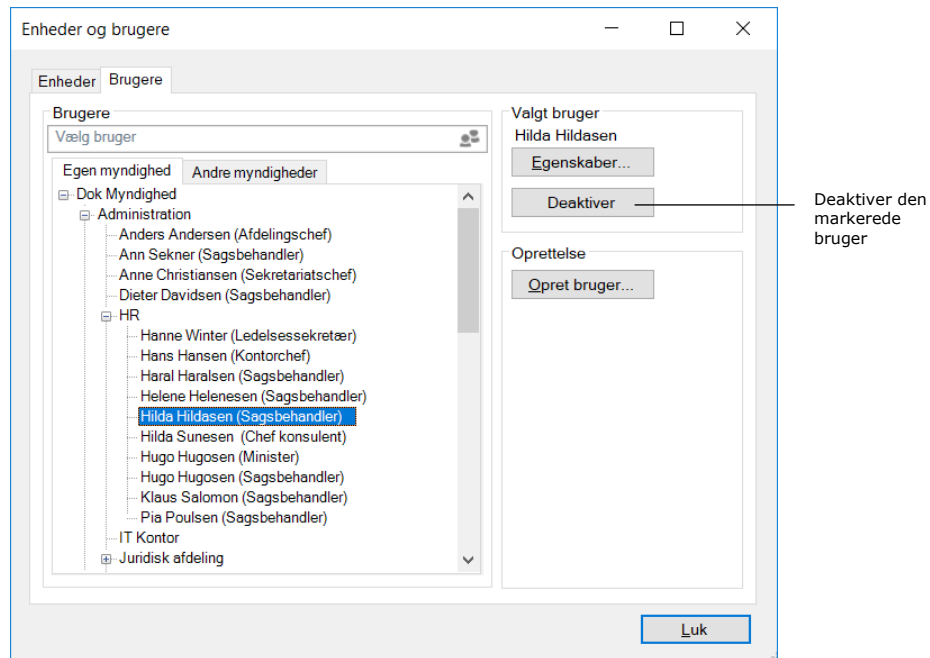 Enheder og brugere
Enheder Brugere
Brugere
Vælg bruger
Egen myndighed Andre myndigheder
Dok Myndighed
Administration
Anders Andersen (Afdelingschef)
Ann Sekner (Sagsbehandler)
Anne Christiansen (Sekretariatschef)
Dieter Davidsen (Sagsbehandler)
HR
Hanne Winter (Ledelsessekretær)
Hans Hansen (Kontorchef)
Haral Haralsen (Sagsbehandler)
Helene Helenesen (Sagsbehandler)
Hilda Hildasen (Sagsbehandler)
Hilda Sunesen (Chef konsulent)
Hugo Hugosen (Minister)
Hugo Hugosen (Sagsbehandler)
Klaus Salomon (Sagsbehandler)
Pia Poulsen (Sagsbehandler)
IT Kontor
Juridisk afdeling
Valgt bruger
Hilda Hildasen
Egenskaber...
Deaktiver
Oprettelse
Opret bruger...
Luk
Deaktiver den
markerede
bruger